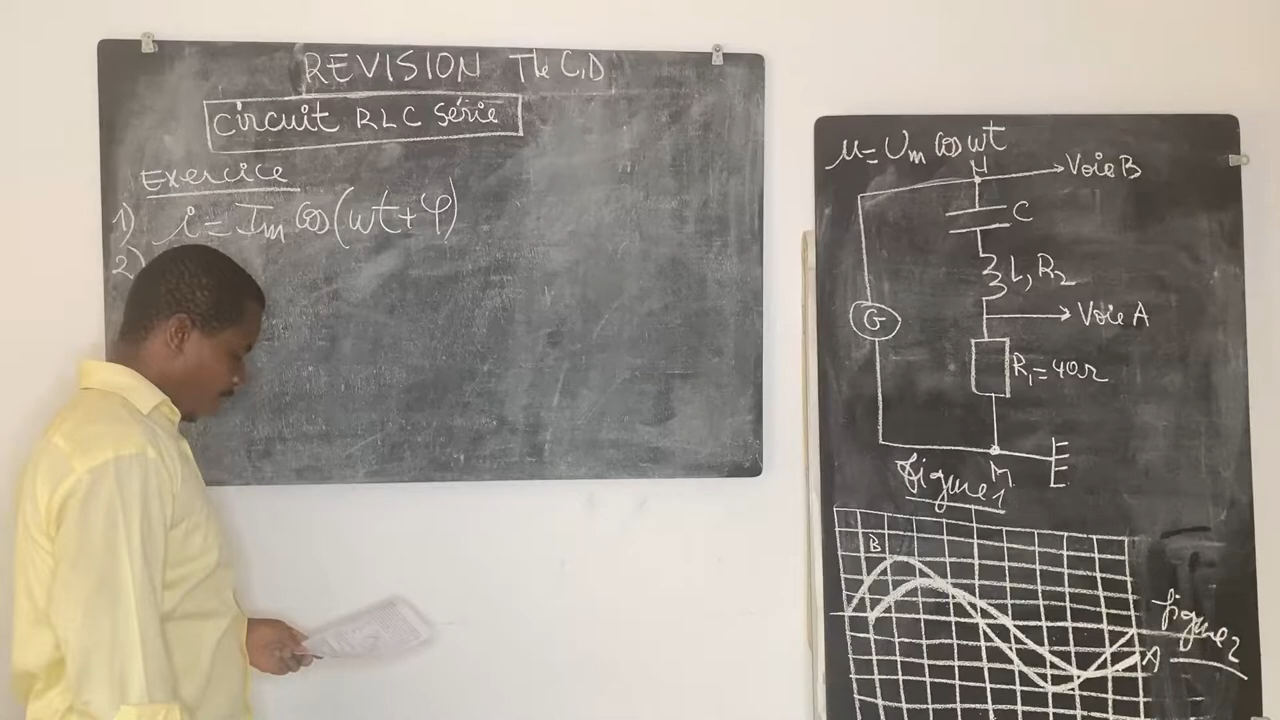 REVISION Tle C,D
Circuit RLC Série
Exercice
1) i = Im cos(ωt+φ)
2)
u = Um cos ωt
Voie B
C
L, R2
G
Voie A
R1 = 40Ω
M
figure 1
B
figure 2
A